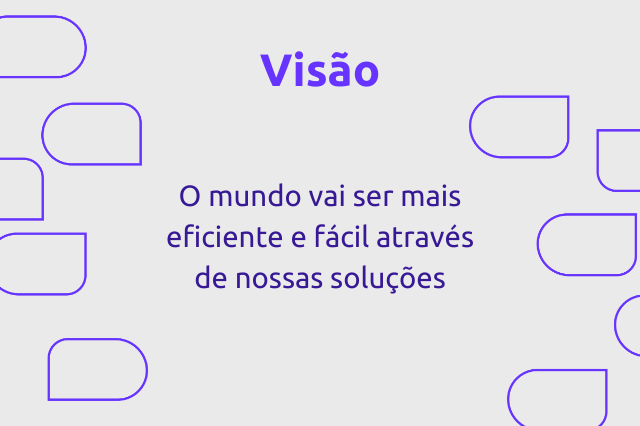 Visão
O mundo vai ser mais
eficiente e fácil através
de nossas soluções